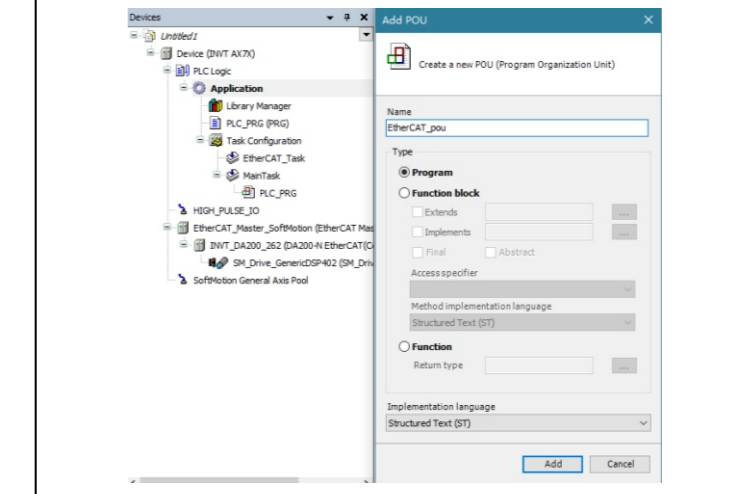 Devices
Untitled1
Device (INVT AX7X)
PLC Logic
Application
Library Manager
PLC_PRG (PRG)
Task Configuration
EtherCAT_Task
MainTask
PLC_PRG
HIGH_PULSE_IO
EtherCAT_Master_SoftMotion (EtherCAT Mas
INVT_DA200_262 (DA200-N EtherCAT(C
SM_Drive_GenericDSP402 (SM_Driv
SoftMotion General Axis Pool
Add POU
Create a new POU (Program Organization Unit)
Name
EtherCAT_pou
Type
Program
Function block
Extends
...
Implements
...
Final Abstract
Access specifier
Method implementation language
Structured Text (ST)
Function
Return type
...
Implementation language
Structured Text (ST)
Add Cancel